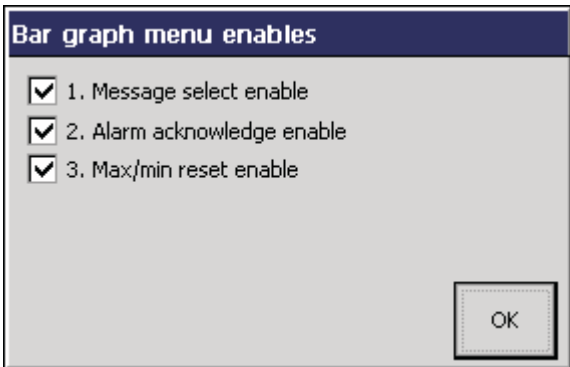 Bar graph menu enables
1. Message select enable
2. Alarm acknowledge enable
3. Max/min reset enable
OK